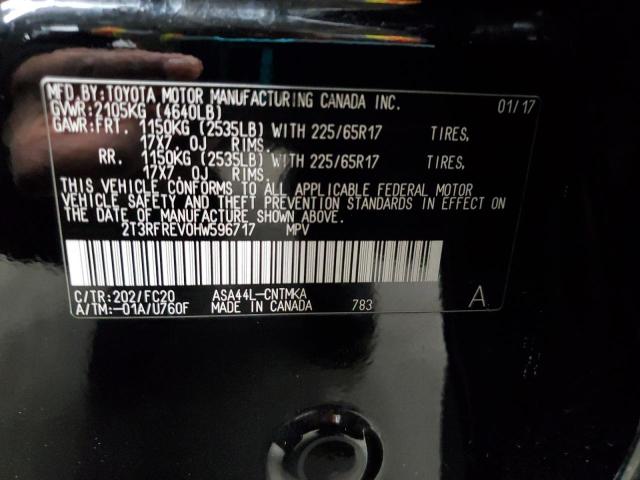 MFD.BY:TOYOTA MOTOR MANUFACTURING CANADA INC. 01/17
GVWR:2105KG (4640LB)
GAWR:FRT. 1150KG (2535LB) WITH 225/65R17 TIRES,
17X7.0J RIMS.
RR. 1150KG (2535LB) WITH 225/65R17 TIRES,
17X7.0J RIMS.
THIS VEHICLE CONFORMS TO ALL APPLICABLE FEDERAL MOTOR
VEHICLE SAFETY AND THEFT PREVENTION STANDARDS IN EFFECT ON
THE DATE OF MANUFACTURE SHOWN ABOVE.
2T3RFREV0HW596717 MPV
C/TR:202/FC20 ASA44L-CNTMKA
A/TM:-01A/U760F MADE IN CANADA 783 A